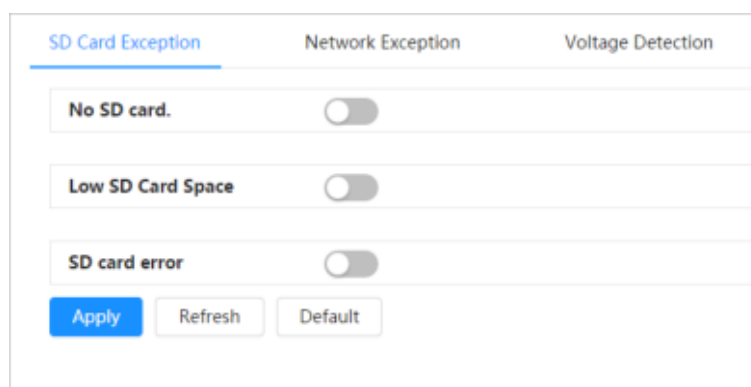 SD Card Exception Network Exception Voltage Detection
No SD card.
Low SD Card Space
SD card error
Apply Refresh Default